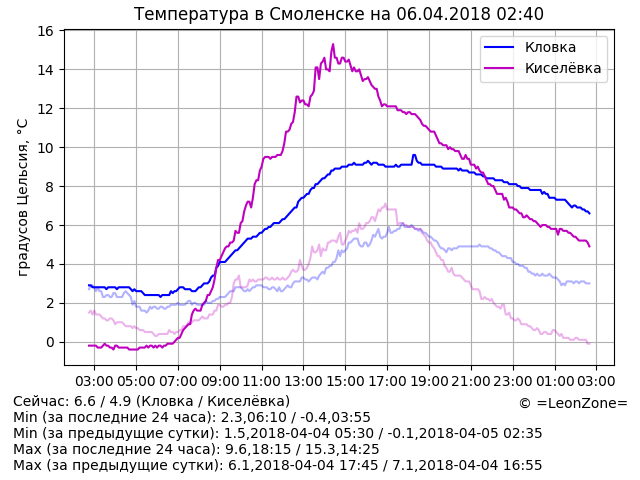 Температура в Смоленске на 06.04.2018 02:40
градусов Цельсия, °C
16
14
12
10
8
6
4
2
0
Кловка
Киселёвка
03:00 05:00 07:00 09:00 11:00 13:00 15:00 17:00 19:00 21:00 23:00 01:00 03:00
Сейчас: 6.6 / 4.9 (Кловка / Киселёвка)
© =LeonZone=
Min (за последние 24 часа): 2.3,06:10 / -0.4,03:55
Min (за предыдущие сутки): 1.5,2018-04-04 05:30 / -0.1,2018-04-05 02:35
Max (за последние 24 часа): 9.6,18:15 / 15.3,14:25
Max (за предыдущие сутки): 6.1,2018-04-04 17:45 / 7.1,2018-04-04 16:55